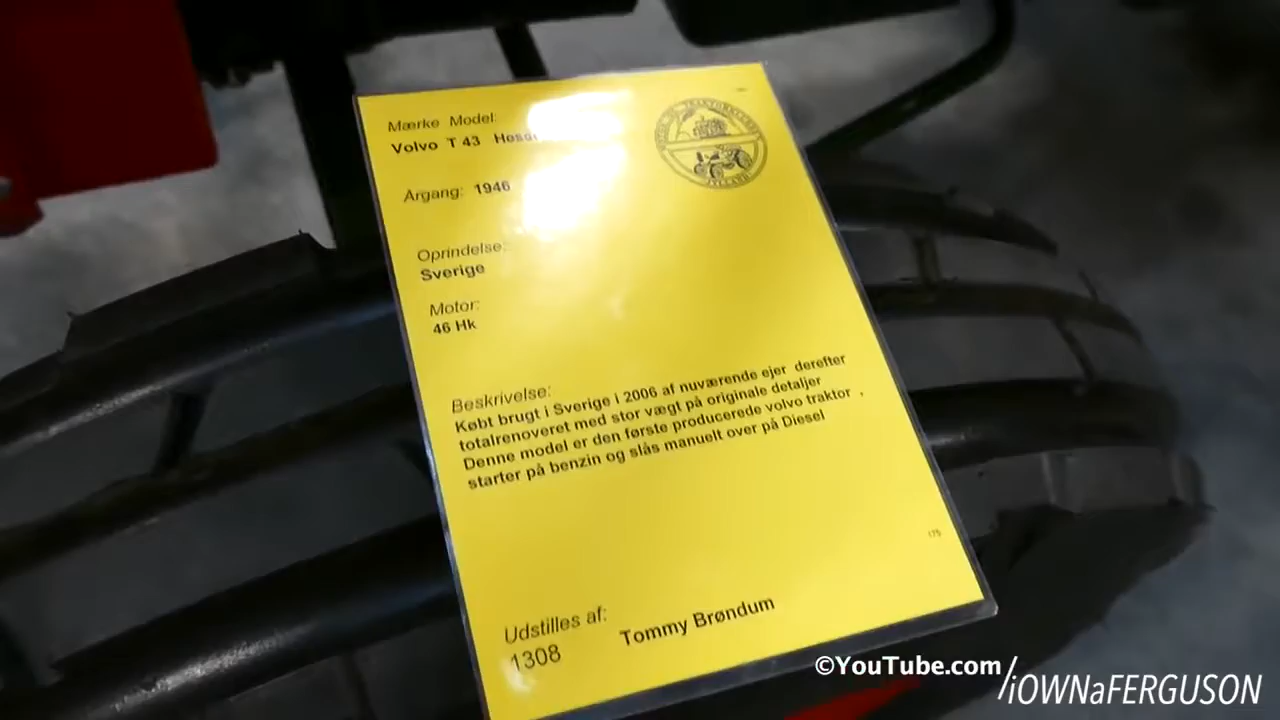 Mærke Model:
Volvo T 43
Årgang: 1946
Oprindelse:
Sverige
Motor:
46 Hk
Beskrivelse:
Købt brugt i Sverige i 2006 af nuværende ejer derefter
totalrenoveret med stor vægt på originale detaljer
Denne model er den første producerede volvo traktor ,
starter på benzin og slås manuelt over på Diesel
175
Udstilles af:
1308 Tommy Brøndum
©YouTube.com/iOWNaFERGUSON